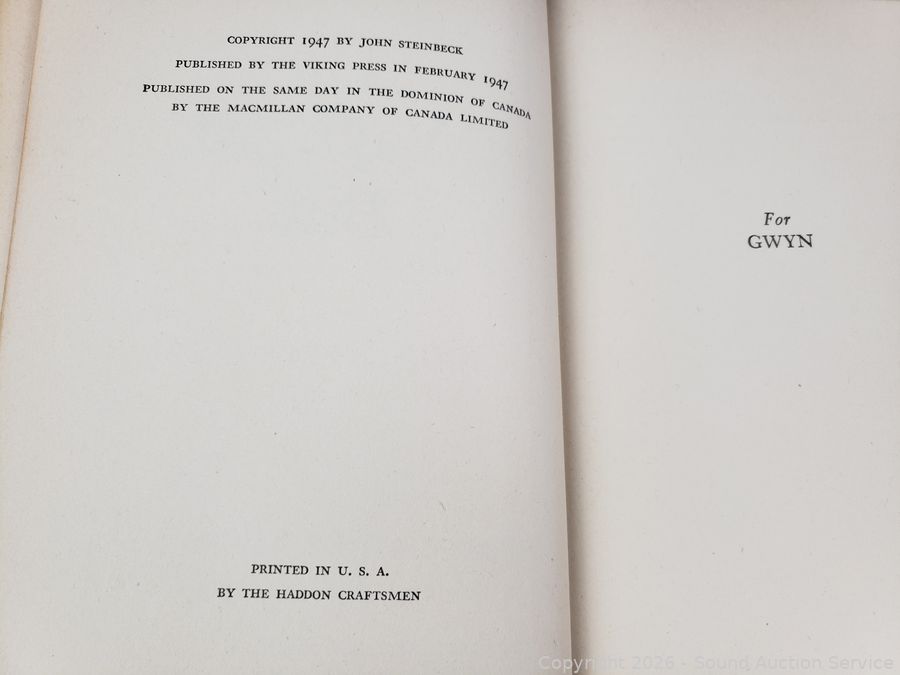 COPYRIGHT 1947 BY JOHN STEINBECK
PUBLISHED BY THE VIKING PRESS IN FEBRUARY 1947
PUBLISHED ON THE SAME DAY IN THE DOMINION OF CANADA
BY THE MACMILLAN COMPANY OF CANADA LIMITED
PRINTED IN U. S. A.
BY THE HADDON CRAFTSMEN
For
GWYN
Copyright 2026 - Sound Auction Service